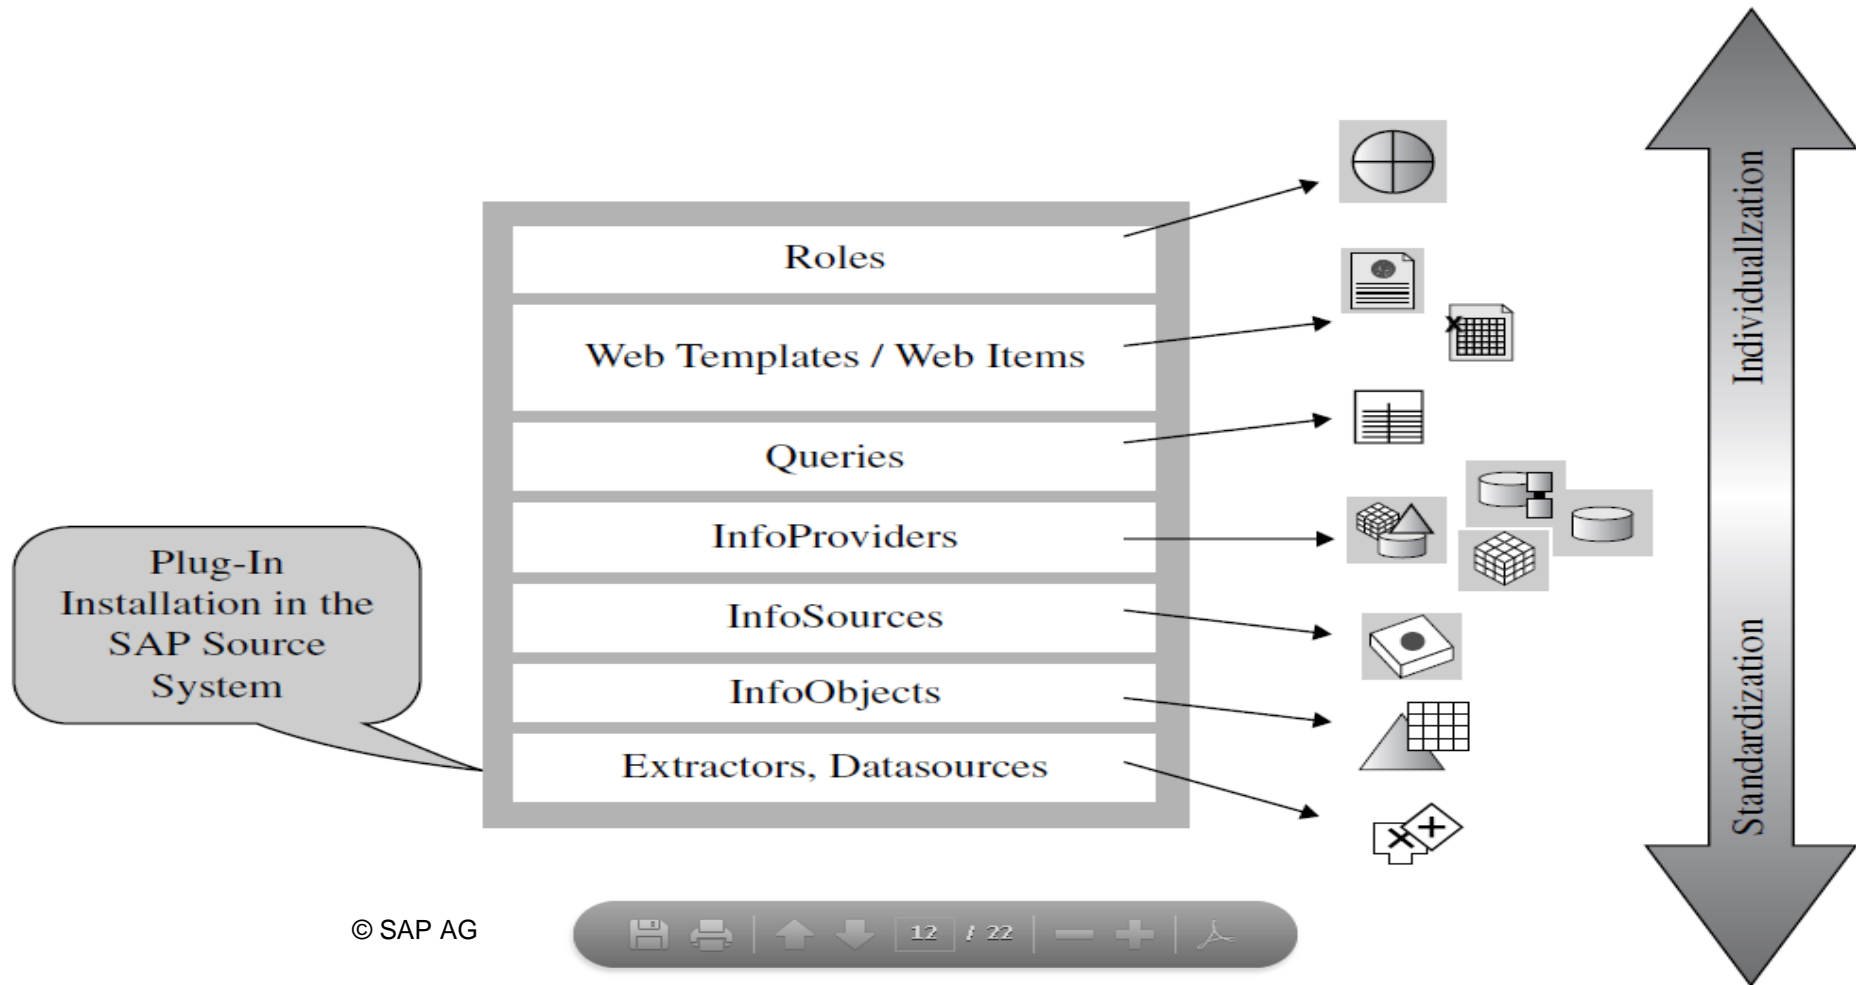 Roles
Web Templates / Web Items
Queries
InfoProviders
InfoSources
InfoObjects
Extractors, Datasources
Plug-In
Installation in the
SAP Source
System
Individuallzation
Standardization
© SAP AG
12 / 22